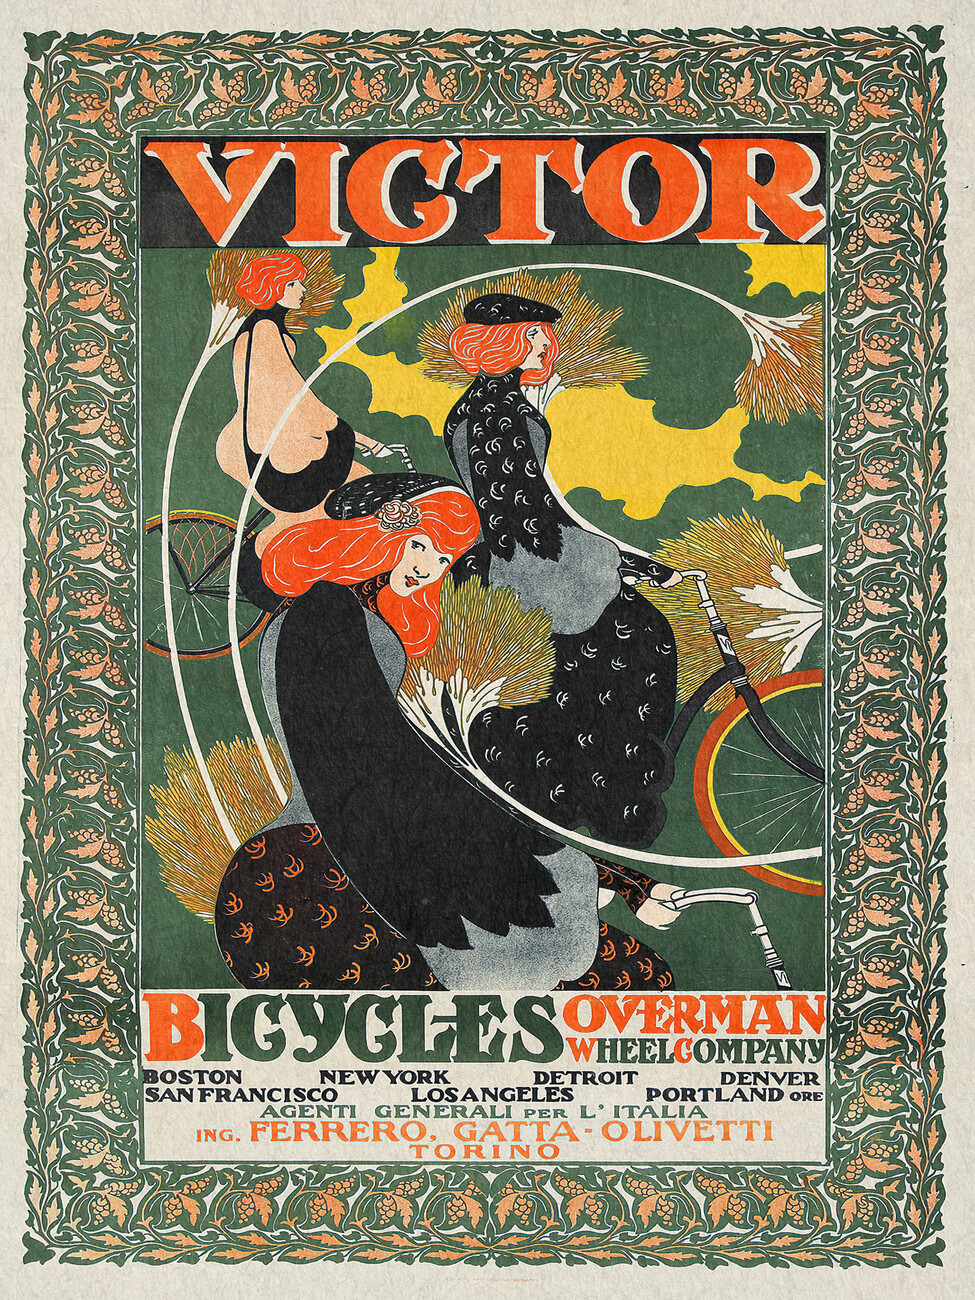 VICTOR
BICYCLES OVERMAN
WHEEL COMPANY
BOSTON NEW YORK DETROIT DENVER
SAN FRANCISCO LOS ANGELES PORTLAND ORE
AGENTI GENERALI PER L'ITALIA
ING. FERRERO, GATTA-OLIVETTI
TORINO